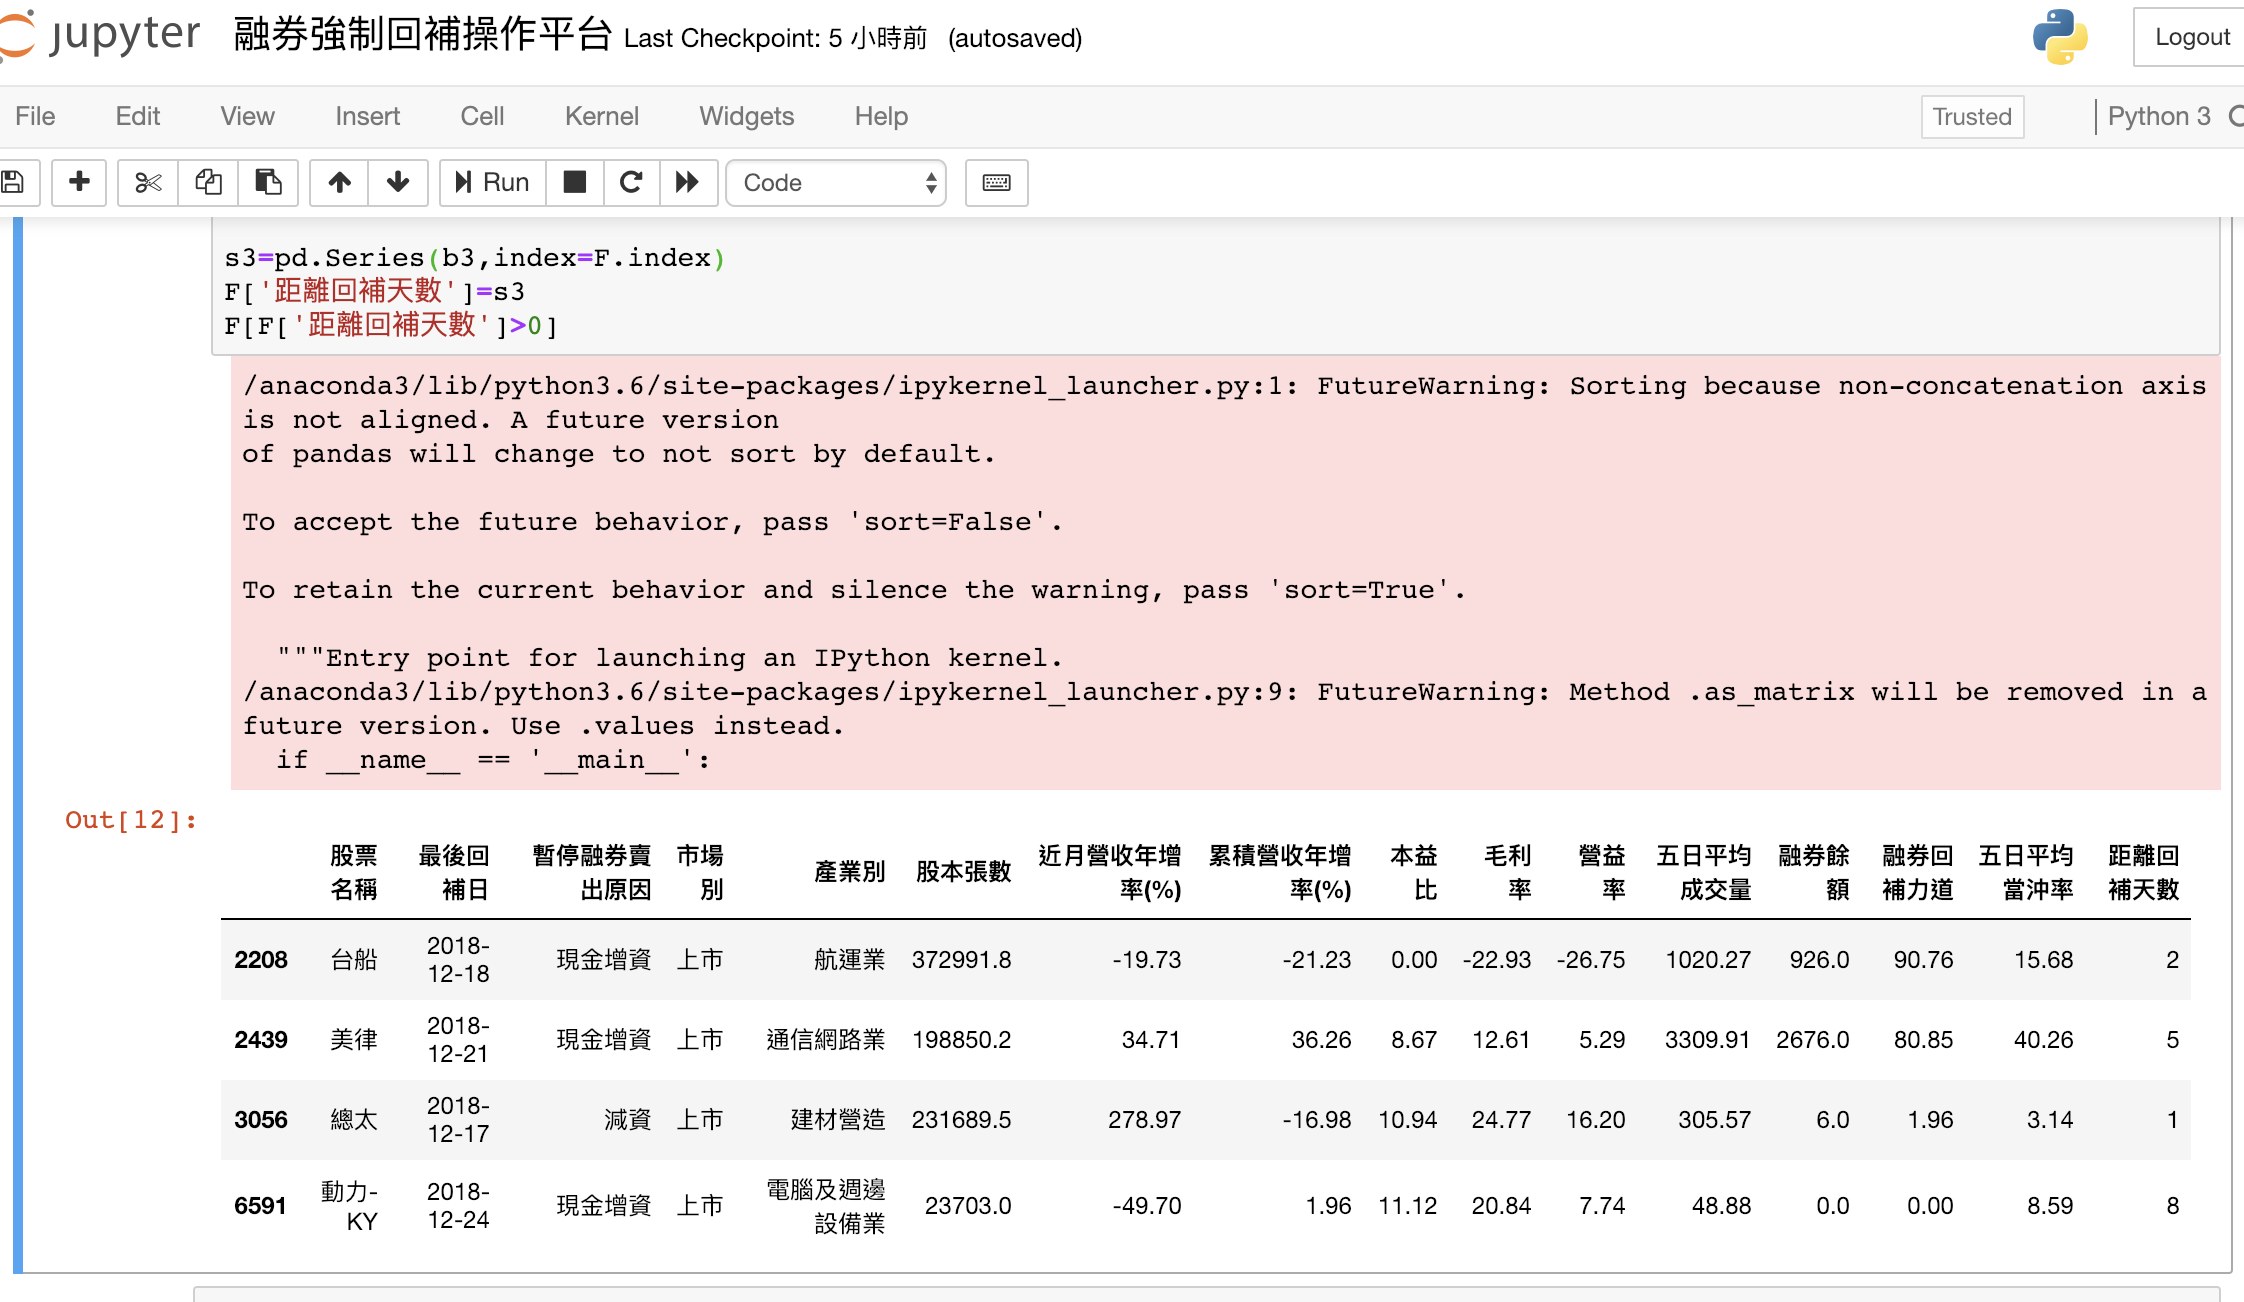 jupyter 融券強制回補操作平台 Last Checkpoint: 5 小時前 (autosaved) Logout
File Edit View Insert Cell Kernel Widgets Help Trusted Python 3
Run Code
s3=pd.Series(b3,index=F.index)
F['距離回補天數']=s3
F[F['距離回補天數']>0]
/anaconda3/lib/python3.6/site-packages/ipykernel_launcher.py:1: FutureWarning: Sorting because non-concatenation axis
is not aligned. A future version
of pandas will change to not sort by default.
To accept the future behavior, pass 'sort=False'.
To retain the current behavior and silence the warning, pass 'sort=True'.
"""Entry point for launching an IPython kernel.
/anaconda3/lib/python3.6/site-packages/ipykernel_launcher.py:9: FutureWarning: Method .as_matrix will be removed in a
future version. Use .values instead.
if __name__ == '__main__':
Out[12]:
股票 最後回 暫停融券賣 市場 產業別 股本張數 近月營收年增 累積營收年增 本益 毛利 營益 五日平均 融券餘 融券回 五日平均 距離回
名稱 補日 出原因 別 率(%) 率(%) 比 率 率 成交量 額 補力道 當沖率 補天數
2208 台船 2018- 現金增資 上市 航運業 372991.8 -19.73 -21.23 0.00 -22.93 -26.75 1020.27 926.0 90.76 15.68 2
12-18
2439 美律 2018- 現金增資 上市 通信網路業 198850.2 34.71 36.26 8.67 12.61 5.29 3309.91 2676.0 80.85 40.26 5
12-21
3056 總太 2018- 減資 上市 建材營造 231689.5 278.97 -16.98 10.94 24.77 16.20 305.57 6.0 1.96 3.14 1
12-17
6591 動力- 2018- 現金增資 上市 電腦及週邊 23703.0 -49.70 1.96 11.12 20.84 7.74 48.88 0.0 0.00 8.59 8
KY 12-24 設備業